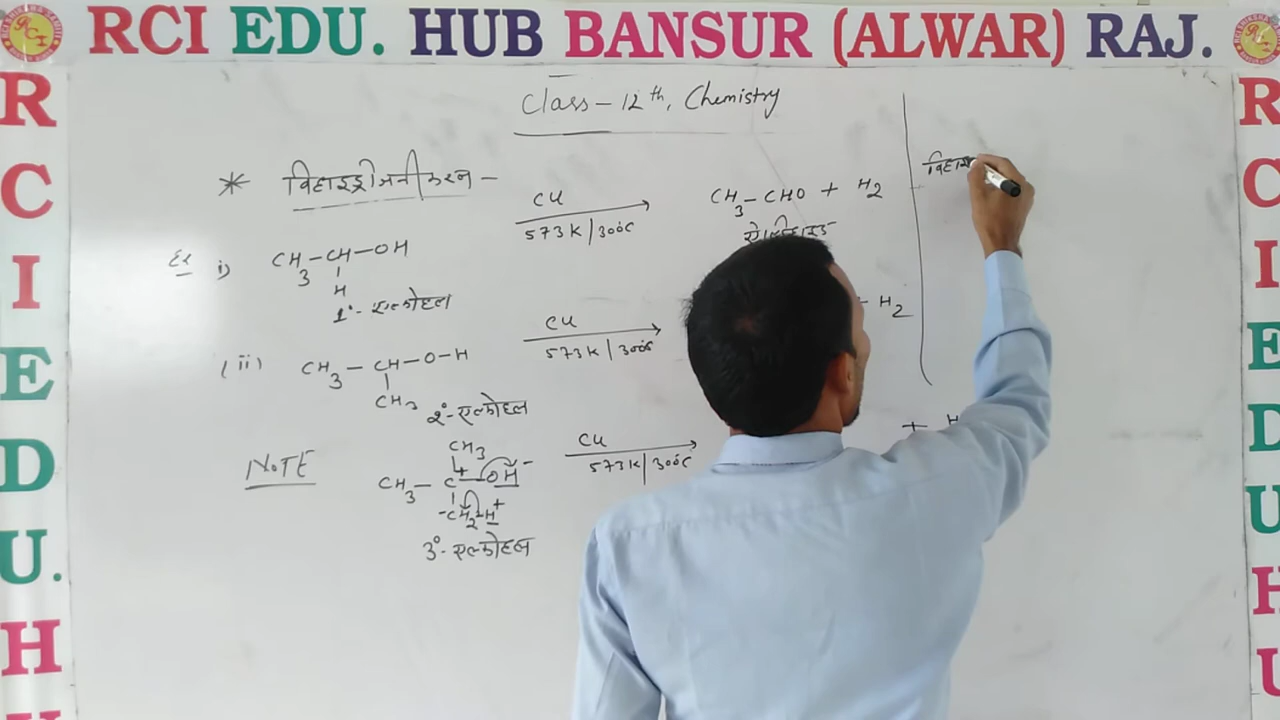 RCI EDU. HUB BANSUR (ALWAR) RAJ.
R
C
I
E
D
U.
H
R
C
I
E
D
U
H
U
Class - 12th, Chemistry
* विहाइड्रोजनीकरण -
Cu
573K/300°C
CH3-CHO + H2
Ex i) CH3-CH-OH
H
1°- एल्कोहल
Cu
573K/300°C
H2
(ii) CH3-CH-O-H
CH3
2°- एल्कोहल
NOTE
CH3
CH3-C-OH
+
-
-CH2-H
+
3°- एल्कोहल
Cu
573K/300°C
+ H